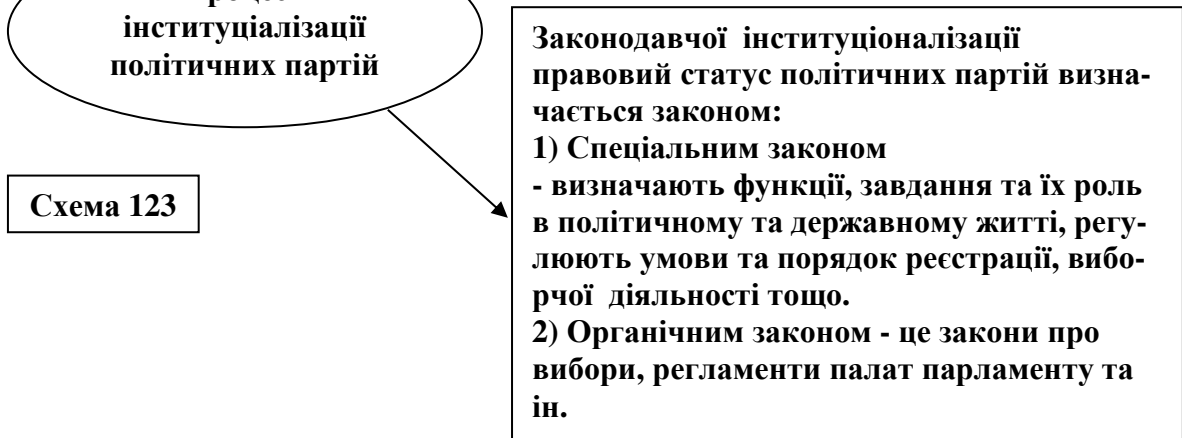 інституціалізації
політичних партій
Законодавчої інституціоналізації
правовий статус політичних партій визна-
чається законом:
1) Спеціальним законом
- визначають функції, завдання та їх роль
в політичному та державному житті, регу-
люють умови та порядок реєстрації, вибо-
рчої діяльності тощо.
2) Органічним законом - це закони про
вибори, регламенти палат парламенту та
ін.
Схема 123